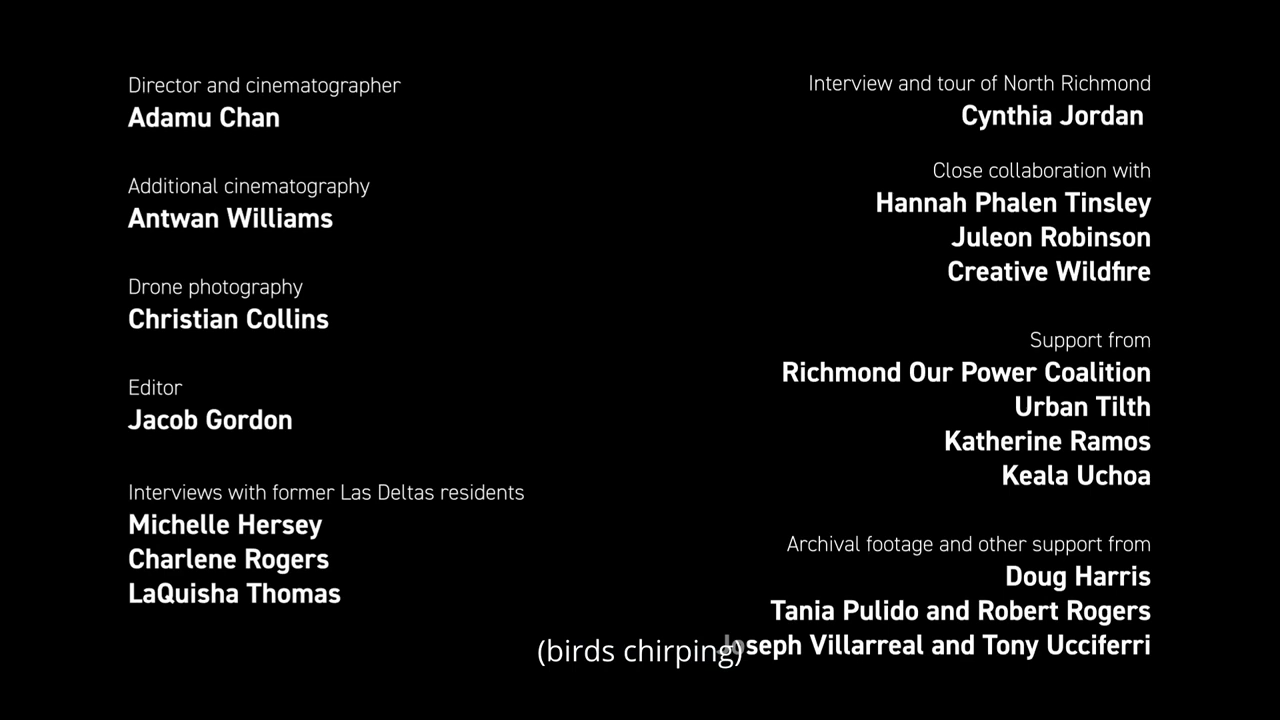 Director and cinematographer
Adamu Chan
Additional cinematography
Antwan Williams
Drone photography
Christian Collins
Editor
Jacob Gordon
Interviews with former Las Deltas residents
Michelle Hersey
Charlene Rogers
LaQuisha Thomas
Interview and tour of North Richmond
Cynthia Jordan
Close collaboration with
Hannah Phalen Tinsley
Juleon Robinson
Creative Wildfire
Support from
Richmond Our Power Coalition
Urban Tilth
Katherine Ramos
Keala Uchoa
Archival footage and other support from
Doug Harris
Tania Pulido and Robert Rogers
Joseph Villarreal and Tony Ucciferri
(birds chirping)